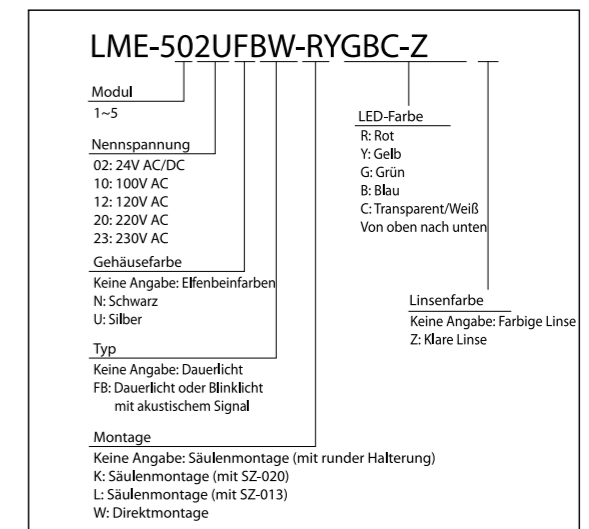 LME-502UFBW-RYGBC-Z
Modul
1~5
Nennspannung
02: 24V AC/DC
10: 100V AC
12: 120V AC
20: 220V AC
23: 230V AC
Gehäusefarbe
Keine Angabe: Elfenbeinfarben
N: Schwarz
U: Silber
Typ
Keine Angabe: Dauerlicht
FB: Dauerlicht oder Blinklicht
mit akustischem Signal
Montage
Keine Angabe: Säulenmontage (mit runder Halterung)
K: Säulenmontage (mit SZ-020)
L: Säulenmontage (mit SZ-013)
W: Direktmontage
LED-Farbe
R: Rot
Y: Gelb
G: Grün
B: Blau
C: Transparent/Weiß
Von oben nach unten
Linsenfarbe
Keine Angabe: Farbige Linse
Z: Klare Linse